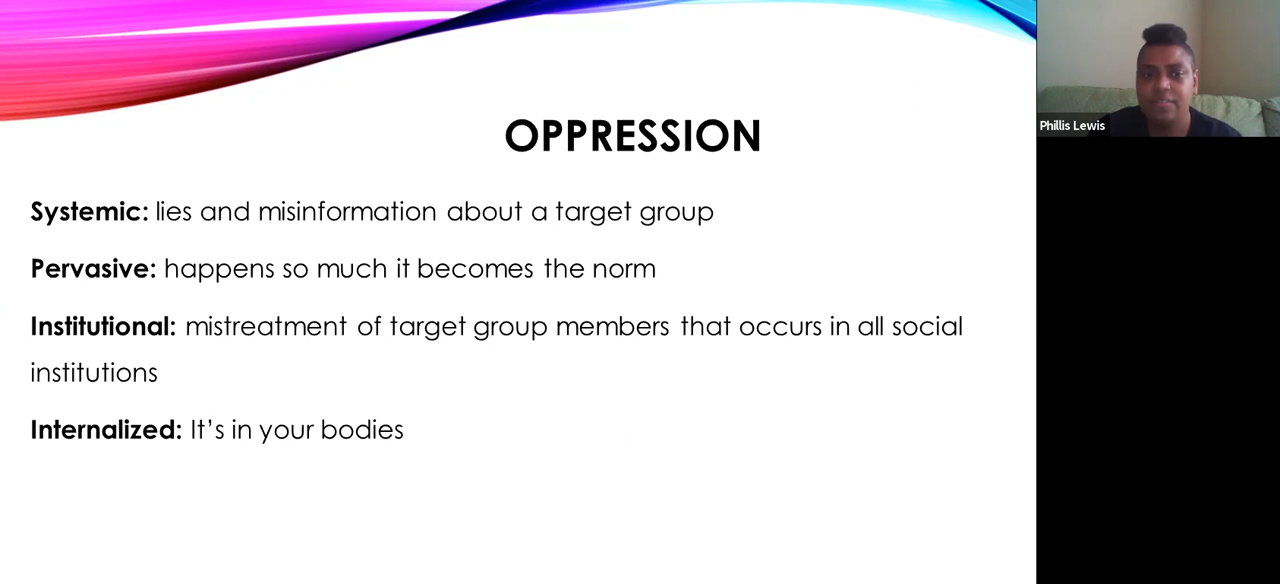 OPPRESSION
Systemic: lies and misinformation about a target group
Pervasive: happens so much it becomes the norm
Institutional: mistreatment of target group members that occurs in all social
institutions
Internalized: It’s in your bodies
Phillis Lewis